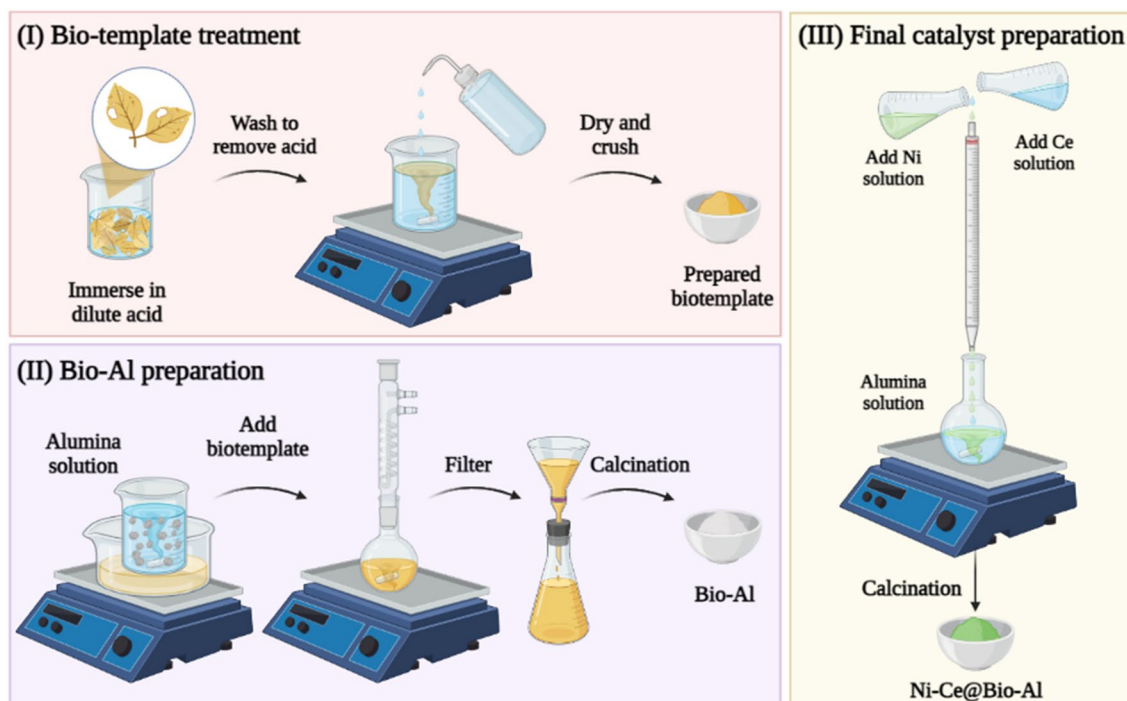 (I) Bio-template treatment
Wash to
remove acid
Dry and
crush
Immerse in
dilute acid
Prepared
biotemplate
(II) Bio-Al preparation
Alumina
solution
Add
biotemplate
Filter
Calcination
Bio-Al
(III) Final catalyst preparation
Add Ni
solution
Add Ce
solution
Alumina
solution
Calcination
Ni-Ce@Bio-Al